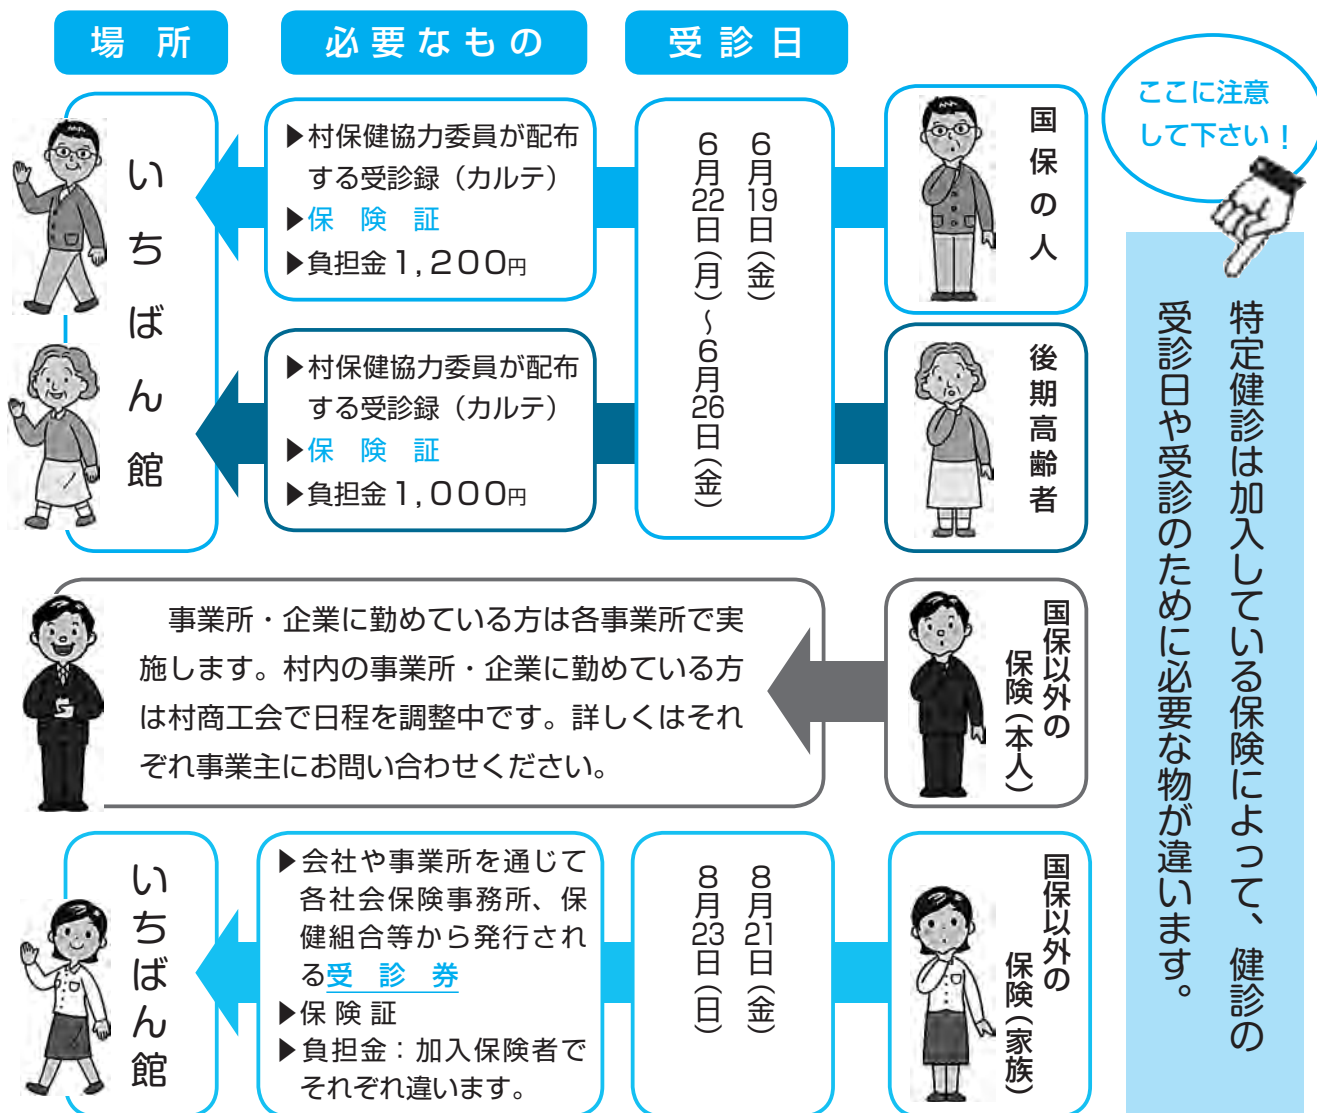 場所
必要なもの
受診日
ここに注意
して下さい！
特定健診は加入している保険によって、健診の
受診日や受診のために必要な物が違います。
国保の人
6月19日（金）
6月22日（月）～6月26日（金）
▶村保健協力委員が配布
する受診録（カルテ）
▶保険証
▶負担金1,200円
いちばん館
後期高齢者
▶村保健協力委員が配布
する受診録（カルテ）
▶保険証
▶負担金1,000円
国保以外の
保険（本人）
事業所・企業に勤めている方は各事業所で実
施します。村内の事業所・企業に勤めている方
は村商工会で日程を調整中です。詳しくはそれ
ぞれ事業主にお問い合わせください。
国保以外の
保険（家族）
8月21日（金）
8月23日（日）
▶会社や事業所を通じて
各社会保険事務所、保
健組合等から発行され
る受診券
▶保険証
▶負担金：加入保険者で
それぞれ違います。
いちばん館